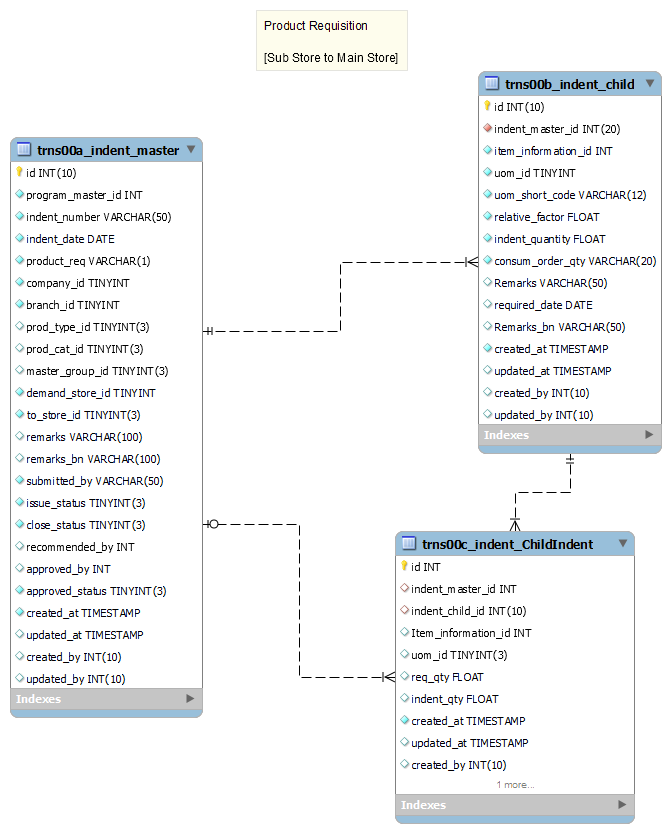 Product Requisition
[Sub Store to Main Store]
trns00a_indent_master
id INT(10)
program_master_id INT
indent_number VARCHAR(50)
indent_date DATE
product_req VARCHAR(1)
company_id TINYINT
branch_id TINYINT
prod_type_id TINYINT(3)
prod_cat_id TINYINT(3)
master_group_id TINYINT(3)
demand_store_id TINYINT
to_store_id TINYINT(3)
remarks VARCHAR(100)
remarks_bn VARCHAR(100)
submitted_by VARCHAR(50)
issue_status TINYINT(3)
close_status TINYINT(3)
recommended_by INT
approved_by INT
approved_status TINYINT(3)
created_at TIMESTAMP
updated_at TIMESTAMP
created_by INT(10)
updated_by INT(10)
Indexes
trns00b_indent_child
id INT(10)
indent_master_id INT(20)
item_information_id INT
uom_id TINYINT
uom_short_code VARCHAR(12)
relative_factor FLOAT
indent_quantity FLOAT
consum_order_qty VARCHAR(20)
Remarks VARCHAR(50)
required_date DATE
Remarks_bn VARCHAR(50)
created_at TIMESTAMP
updated_at TIMESTAMP
created_by INT(10)
updated_by INT(10)
Indexes
trns00c_indent_ChildIndent
id INT
indent_master_id INT
indent_child_id INT(10)
Item_information_id INT
uom_id TINYINT(3)
req_qty FLOAT
indent_qty FLOAT
created_at TIMESTAMP
updated_at TIMESTAMP
created_by INT(10)
1 more...
Indexes